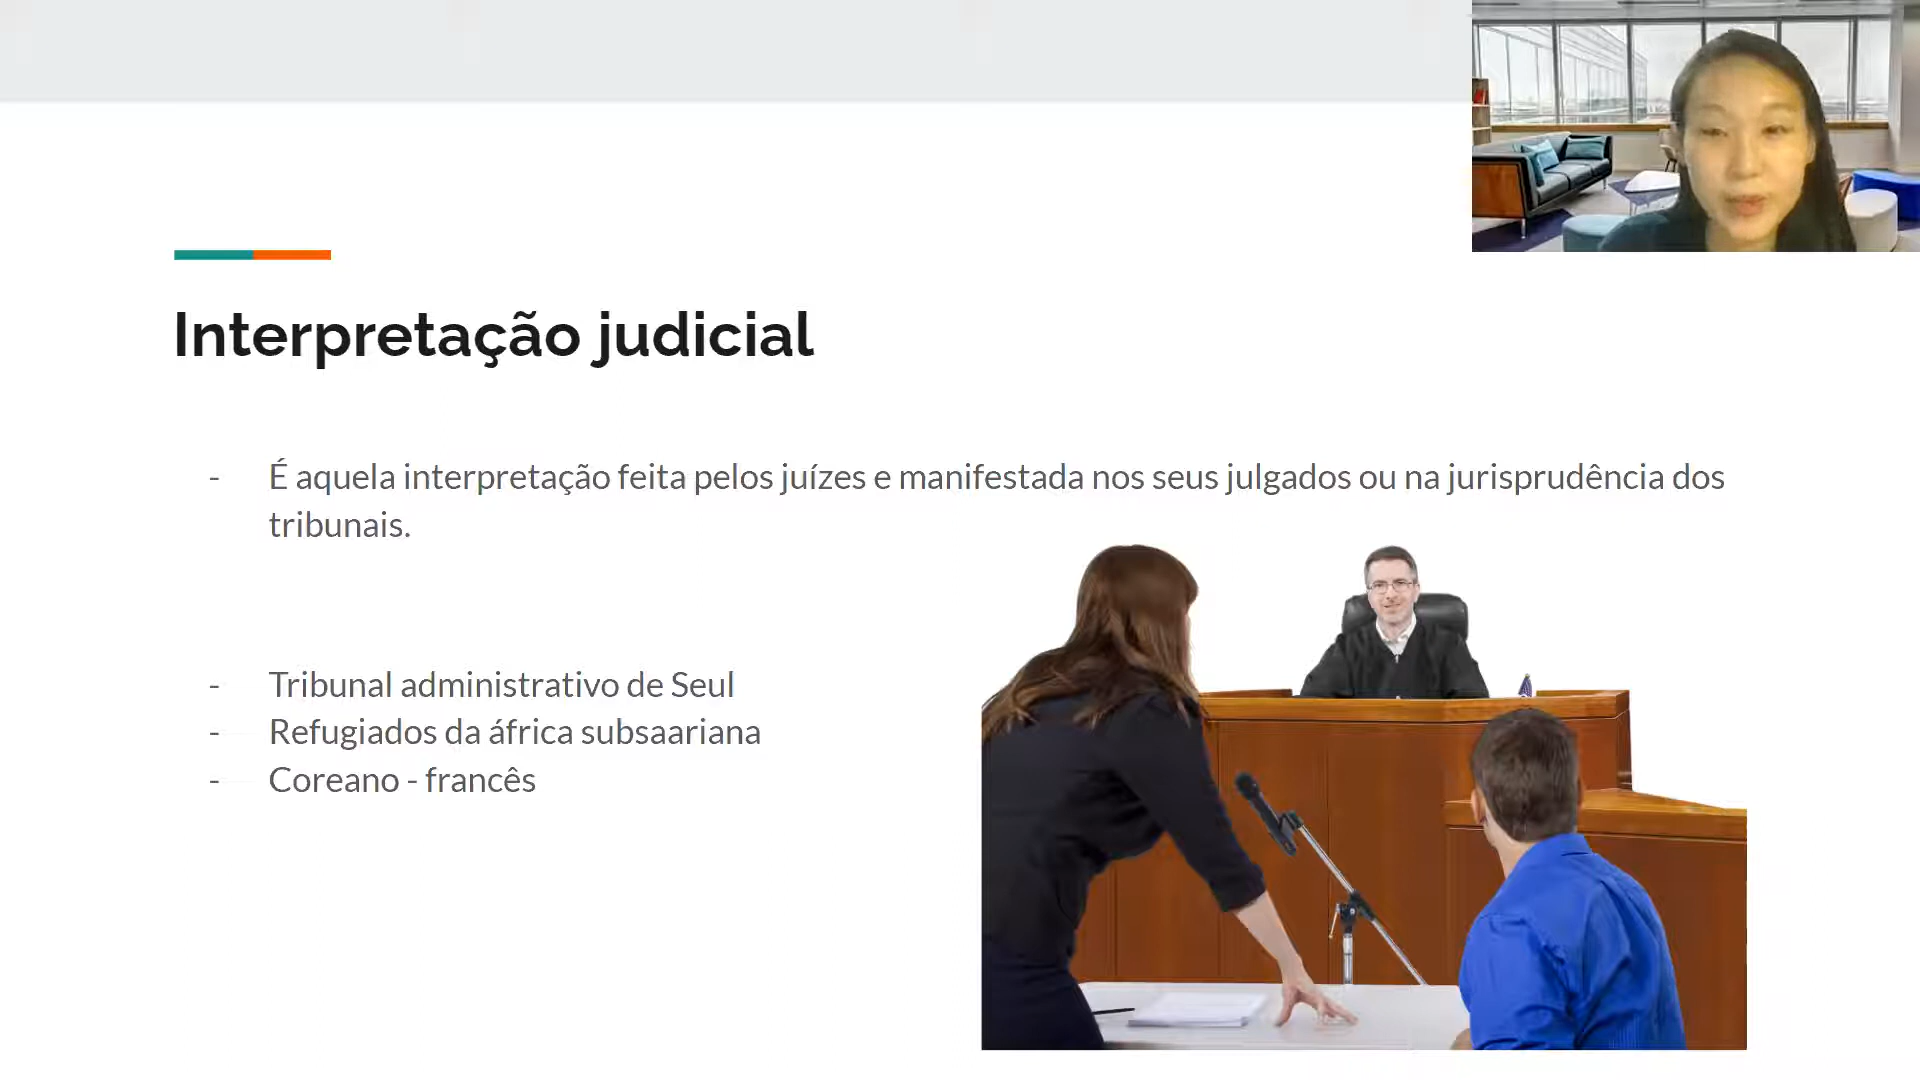 Interpretação judicial
- É aquela interpretação feita pelos juízes e manifestada nos seus julgados ou na jurisprudência dos
tribunais.
- Tribunal administrativo de Seul
- Refugiados da áfrica subsaariana
- Coreano - francês